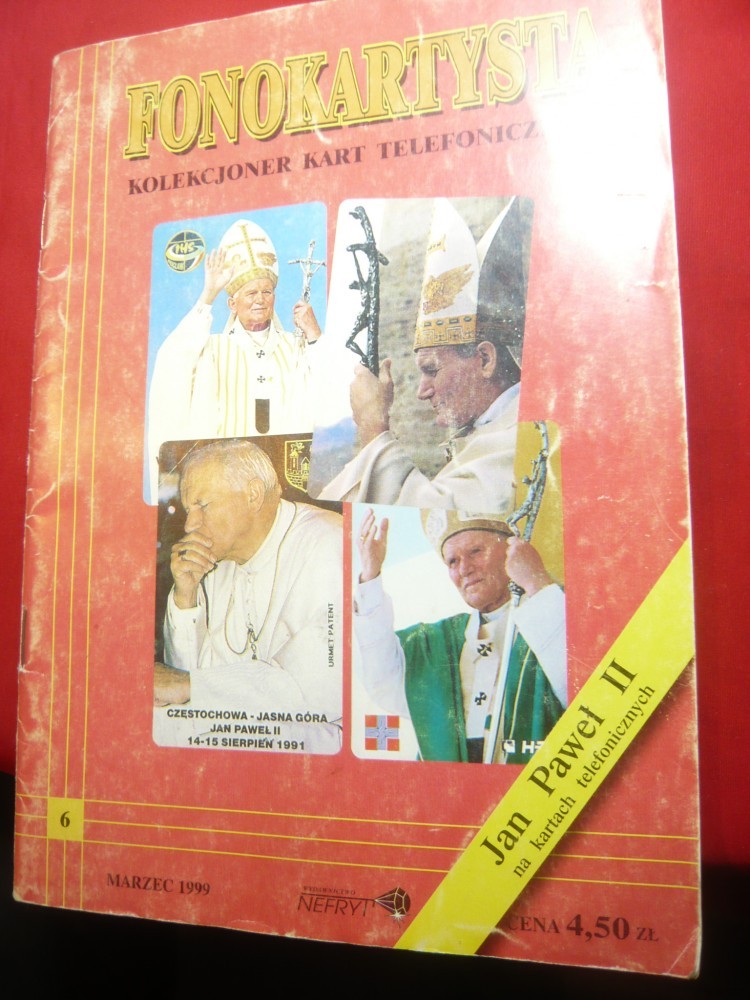 FONOKARTYSTA
KOLEKCJONER KART
URMET PATENT
CZĘSTOCHOWA - JASNA GÓRA
JAN PAWEŁ II
14-15 SIERPIEŃ 1991
Jan Paweł II
na kartach telefonicznych
6
MARZEC 1999
WYDAWNICTWO
NEFRYT
CENA 4,50 ZŁ